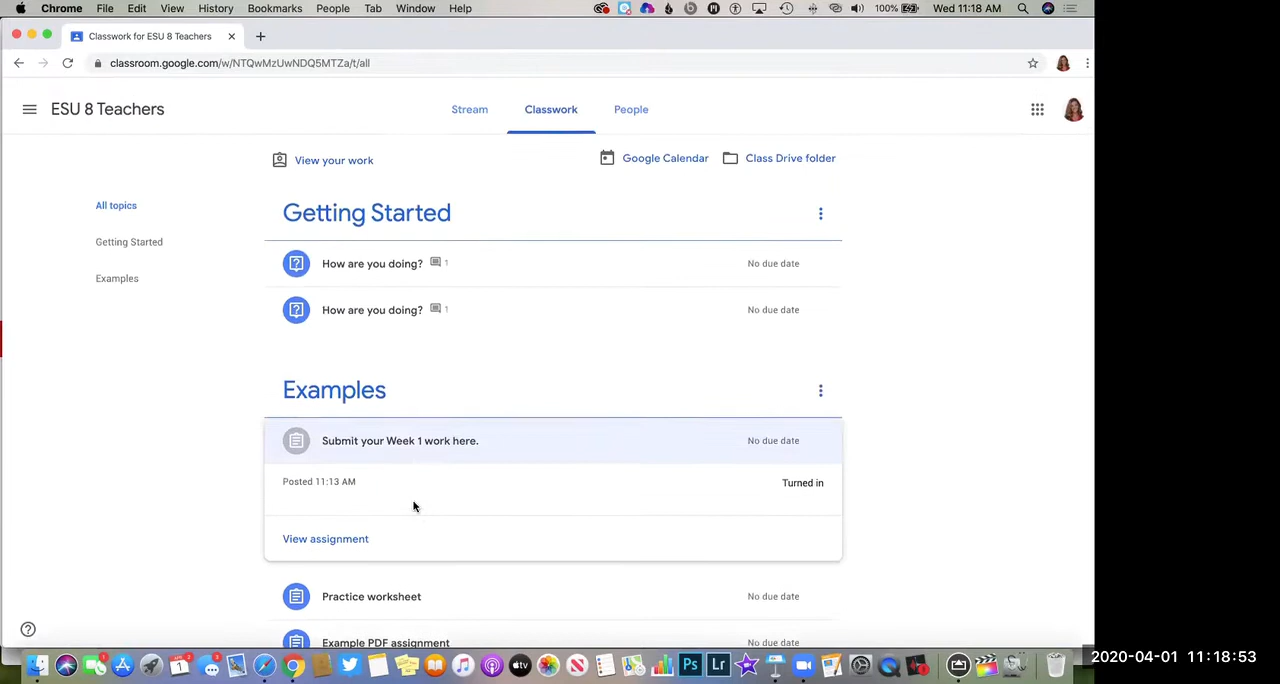 Chrome File Edit View History Bookmarks People Tab Window Help 100% Wed 11:18 AM
Classwork for ESU 8 Teachers
classroom.google.com/w/NTQwMzUwNDQ5MTZa/t/all
ESU 8 Teachers Stream Classwork People
View your work Google Calendar Class Drive folder
All topics
Getting Started
Getting Started
Examples
How are you doing? 1 No due date
How are you doing? 1 No due date
Examples
Submit your Week 1 work here. No due date
Posted 11:13 AM Turned in
View assignment
Practice worksheet No due date
Example PDF assignment No due date
1 tv Ps Lr
2020-04-01 11:18:53